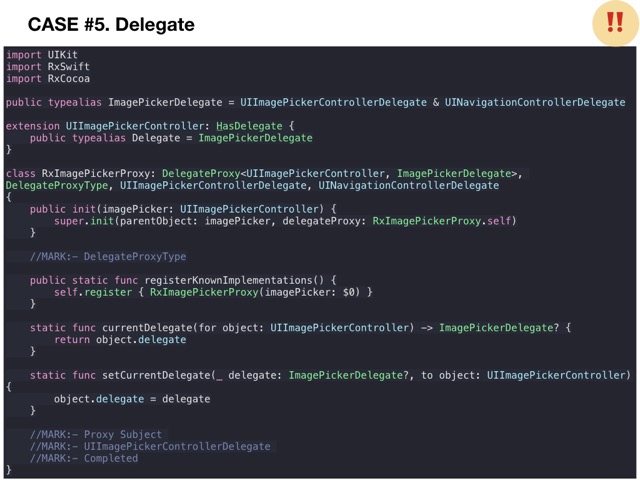 CASE #5. Delegate
‼
import UIKit
import RxSwift
import RxCocoa
public typealias ImagePickerDelegate = UIImagePickerControllerDelegate & UINavigationControllerDelegate
extension UIImagePickerController: HasDelegate {
    public typealias Delegate = ImagePickerDelegate
}
class RxImagePickerProxy: DelegateProxy<UIImagePickerController, ImagePickerDelegate>,
DelegateProxyType, UIImagePickerControllerDelegate, UINavigationControllerDelegate
{
    public init(imagePicker: UIImagePickerController) {
        super.init(parentObject: imagePicker, delegateProxy: RxImagePickerProxy.self)
    }
    //MARK:- DelegateProxyType
    public static func registerKnownImplementations() {
        self.register { RxImagePickerProxy(imagePicker: $0) }
    }
    static func currentDelegate(for object: UIImagePickerController) -> ImagePickerDelegate? {
        return object.delegate
    }
    static func setCurrentDelegate(_ delegate: ImagePickerDelegate?, to object: UIImagePickerController)
{
        object.delegate = delegate
    }
    //MARK:- Proxy Subject
    //MARK:- UIImagePickerControllerDelegate
    //MARK:- Completed
}